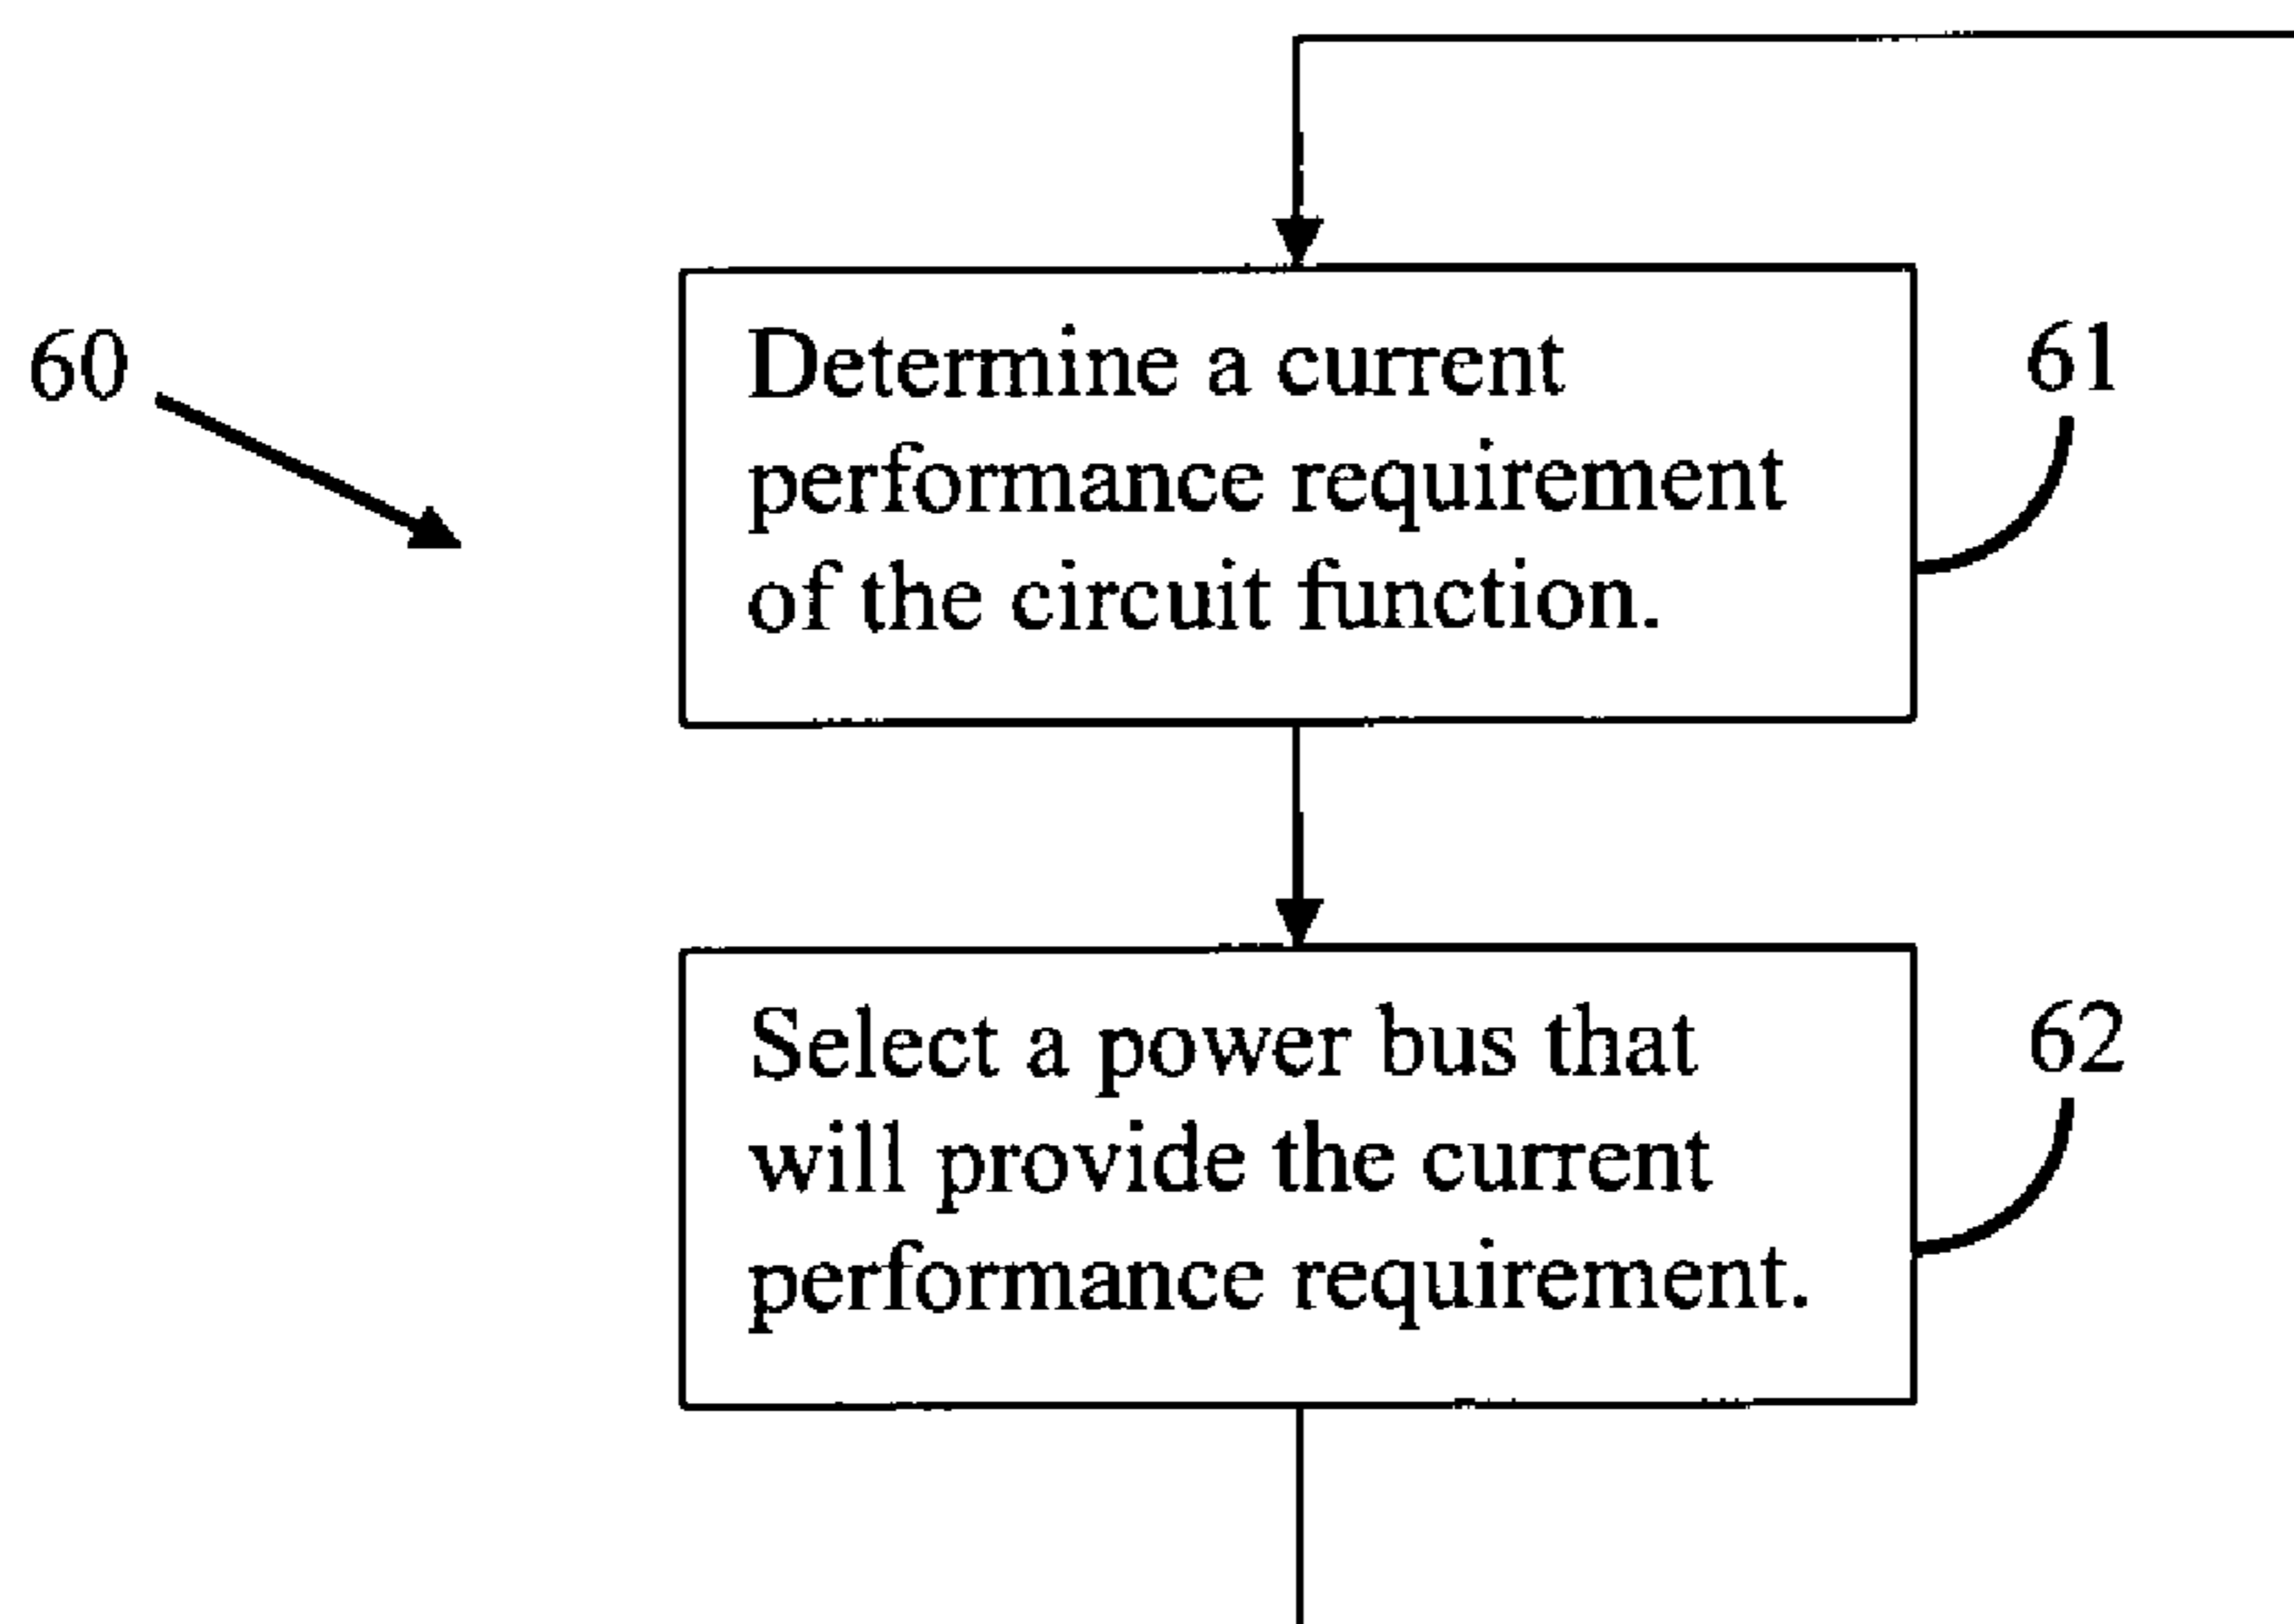 60
Determine a current
performance requirement
of the circuit function.
61
Select a power bus that
will provide the current
performance requirement.
62